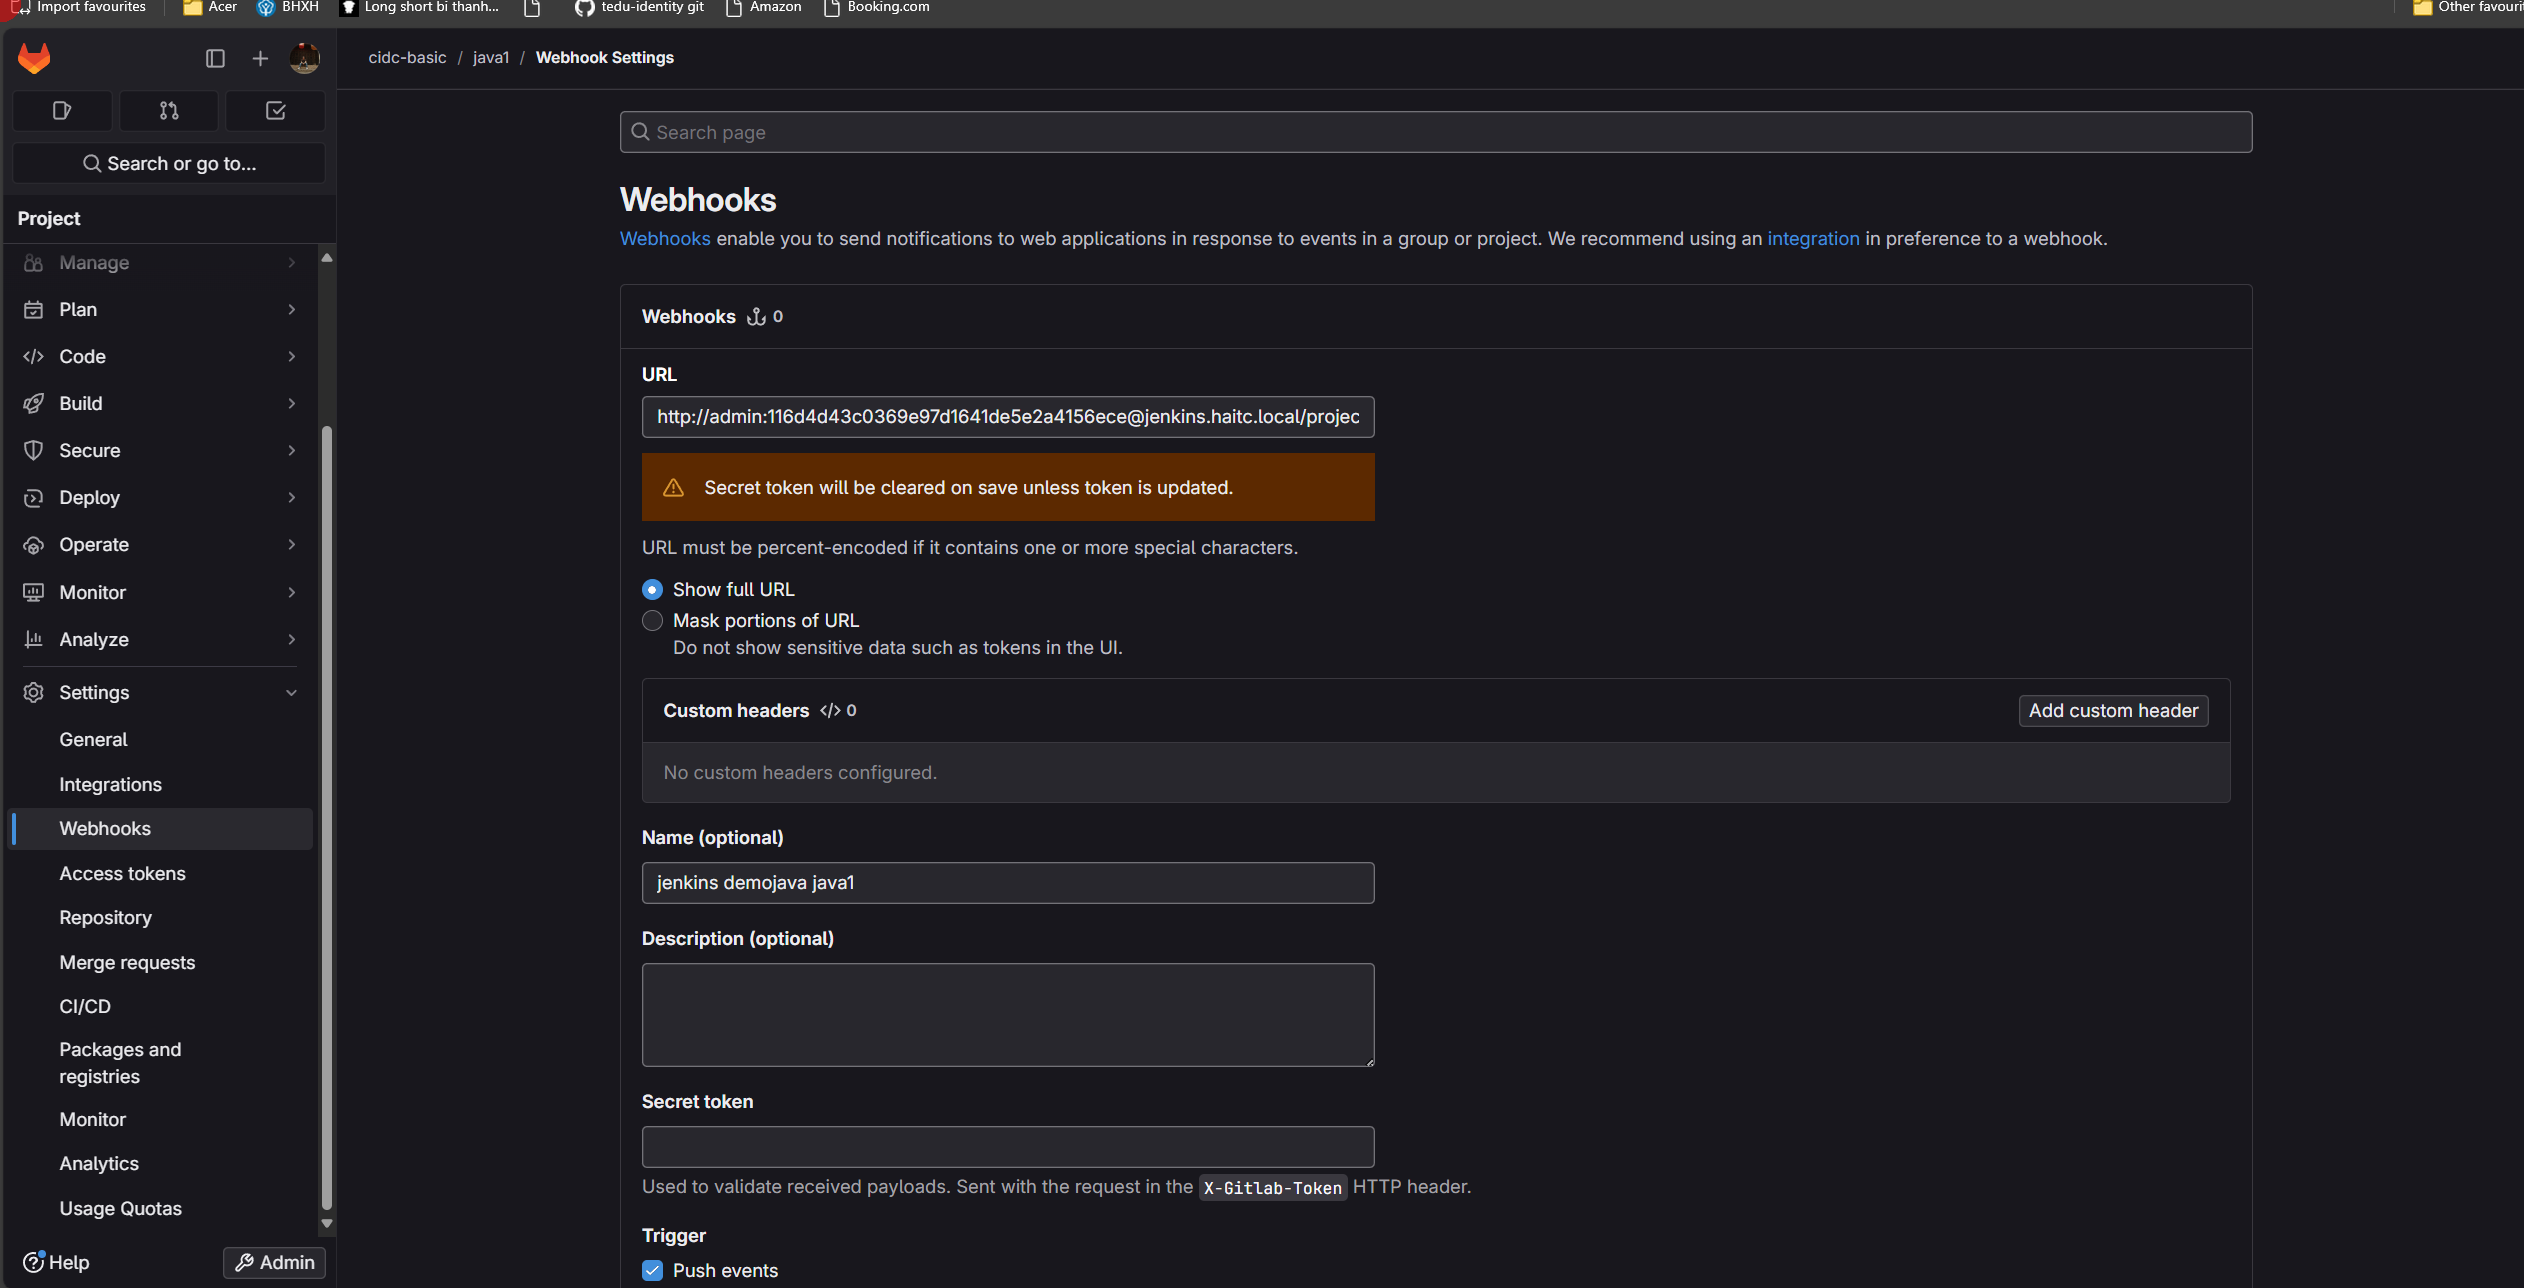 Import favourites
Acer
BHXH
Long short bi thanh...
tedu-identity git
Amazon
Booking.com
Other favouri
cidc-basic / java1 / Webhook Settings
Search or go to...
Project
Manage
Plan
Code
Build
Secure
Deploy
Operate
Monitor
Analyze
Settings
General
Integrations
Webhooks
Access tokens
Repository
Merge requests
CI/CD
Packages and
registries
Monitor
Analytics
Usage Quotas
Help
Admin
Search page
Webhooks
Webhooks enable you to send notifications to web applications in response to events in a group or project. We recommend using an integration in preference to a webhook.
Webhooks 0
URL
http://admin:116d4d43c0369e97d1641de5e2a4156ece@jenkins.haitc.local/projec
Secret token will be cleared on save unless token is updated.
URL must be percent-encoded if it contains one or more special characters.
Show full URL
Mask portions of URL
Do not show sensitive data such as tokens in the UI.
Custom headers 0
Add custom header
No custom headers configured.
Name (optional)
jenkins demojava java1
Description (optional)
Secret token
Used to validate received payloads. Sent with the request in the X-Gitlab-Token HTTP header.
Trigger
Push events